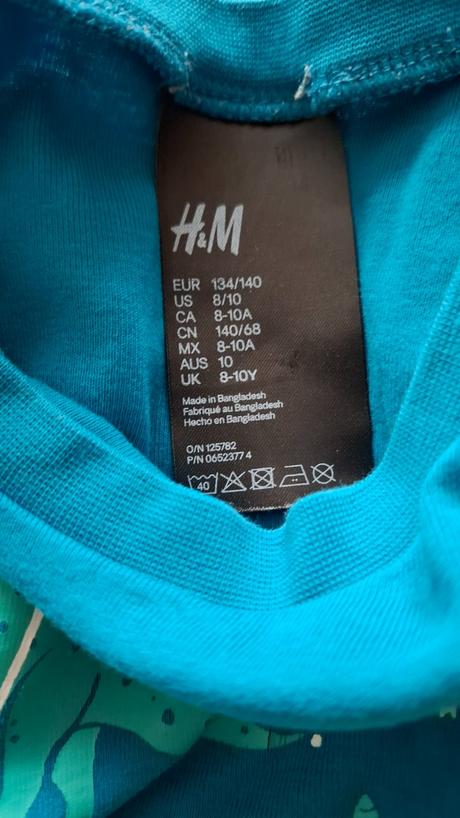 H&M
EUR 134/140
US 8/10
CA 8-10A
CN 140/68
MX 8-10A
AUS 10
UK 8-10Y
Made in Bangladesh
Fabriqué au Bangladesh
Hecho en Bangladesh
O/N 125782
P/N 0652377 4
40